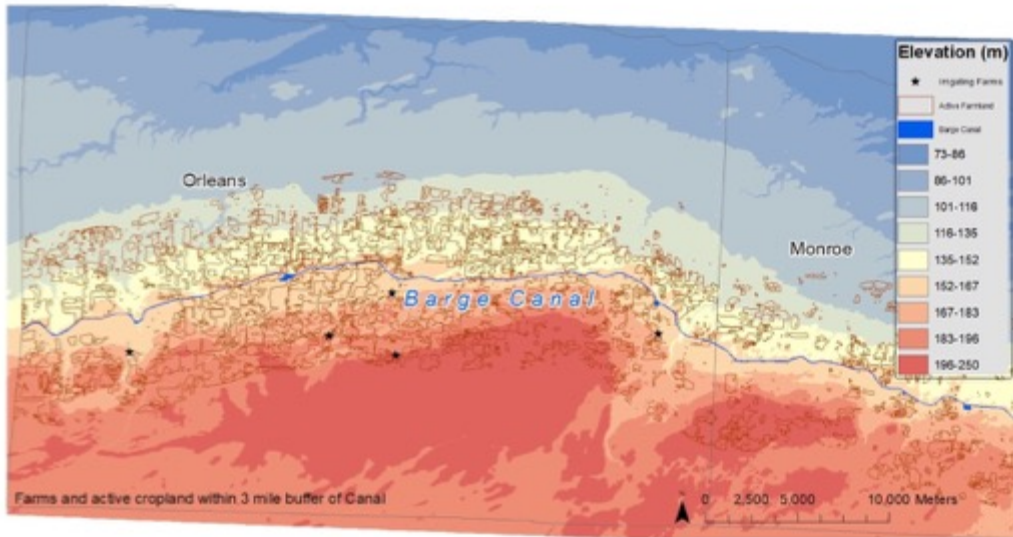 Elevation (m)
Irrigating Farms
Active Farmland
Barge Canal
73-86
86-101
101-116
116-135
135-152
152-167
167-183
183-196
196-250
Orleans
Monroe
Barge Canal
Farms and active cropland within 3 mile buffer of Canal
0 2,500 5,000 10,000 Meters